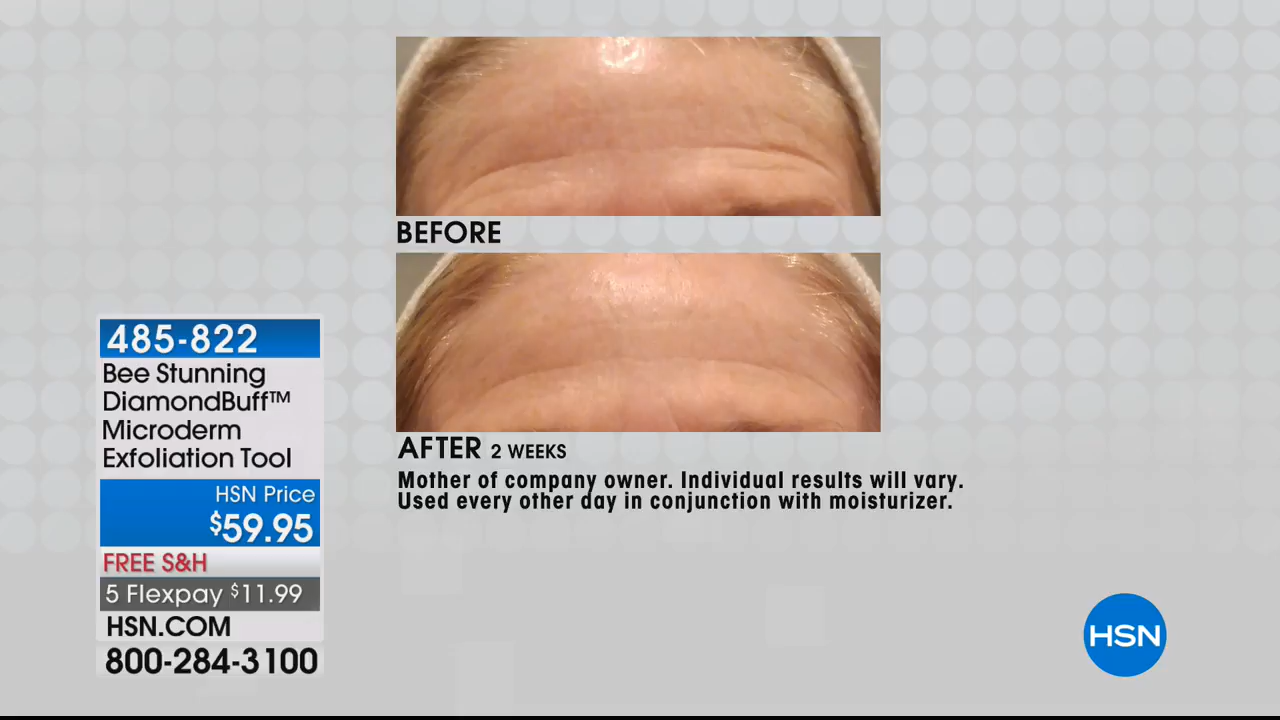 BEFORE
AFTER 2 WEEKS
Mother of company owner. Individual results will vary.
Used every other day in conjunction with moisturizer.
485-822
Bee Stunning
DiamondBuff™
Microderm
Exfoliation Tool
HSN Price
$59.95
FREE S&H
5 Flexpay $11.99
HSN.COM
800-284-3100
HSN